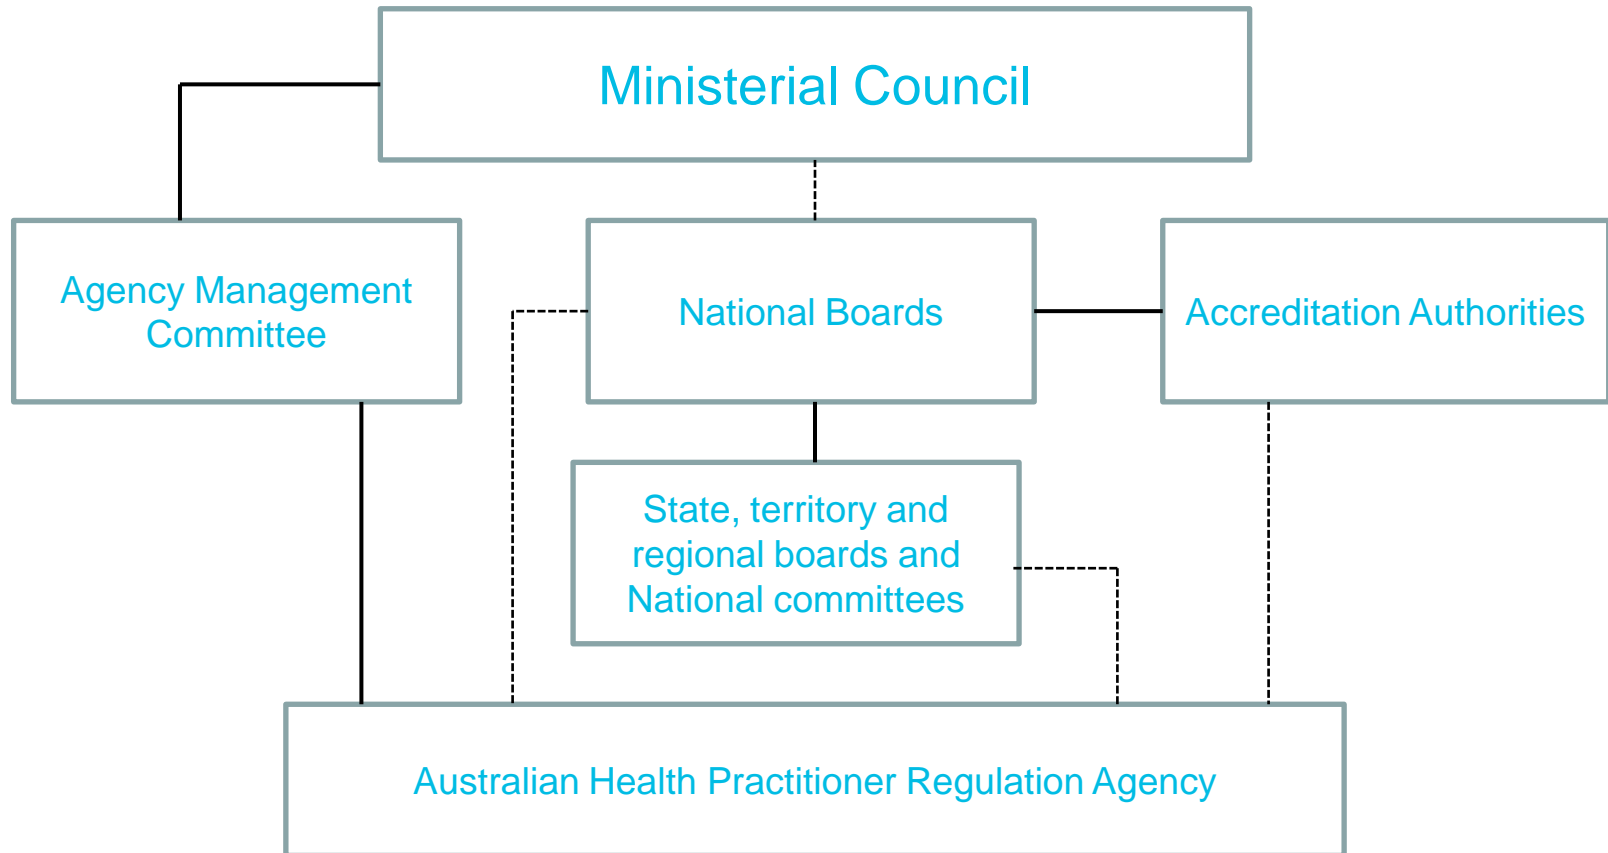 Ministerial Council
Agency Management
Committee
National Boards
Accreditation Authorities
State, territory and
regional boards and
National committees
Australian Health Practitioner Regulation Agency